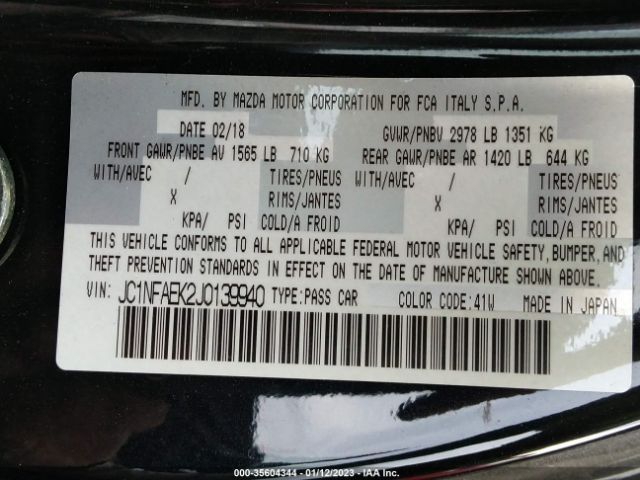 MFD. BY MAZDA MOTOR CORPORATION FOR FCA ITALY S.P.A.
DATE 02/18 GVWR/PNBV 2978 LB 1351 KG
FRONT GAWR/PNBE AV 1565 LB 710 KG REAR GAWR/PNBE AR 1420 LB 644 KG
WITH/AVEC / TIRES/PNEUS WITH/AVEC / TIRES/PNEUS
X RIMS/JANTES X RIMS/JANTES
KPA/ PSI COLD/A FROID KPA/ PSI COLD/A FROID
THIS VEHICLE CONFORMS TO ALL APPLICABLE FEDERAL MOTOR VEHICLE SAFETY, BUMPER, AND
THEFT PREVENTION STANDARDS IN EFFECT ON THE DATE OF MANUFACTURE SHOWN ABOVE.
VIN: JC1NFAEK2J0139940 TYPE:PASS CAR COLOR CODE:41W MADE IN JAPAN
000-35604344 - 01/12/2023 - IAA Inc.